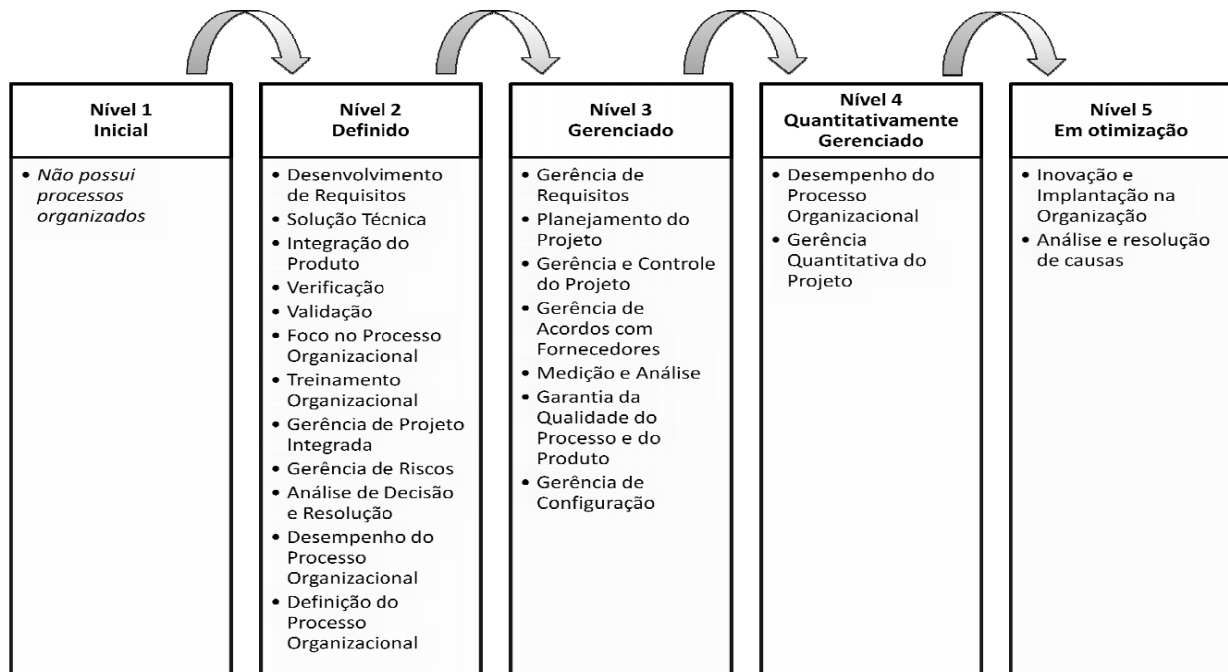 Nível 1
Inicial
• Não possui
processos
organizados
Nível 2
Definido
• Desenvolvimento
de Requisitos
• Solução Técnica
• Integração do
Produto
• Verificação
• Validação
• Foco no Processo
Organizacional
• Treinamento
Organizacional
• Gerência de Projeto
Integrada
• Gerência de Riscos
• Análise de Decisão
e Resolução
• Desempenho do
Processo
Organizacional
• Definição do
Processo
Organizacional
Nível 3
Gerenciado
• Gerência de
Requisitos
• Planejamento do
Projeto
• Gerência e Controle
do Projeto
• Gerência de
Acordos com
Fornecedores
• Medição e Análise
• Garantia da
Qualidade do
Processo e do
Produto
• Gerência de
Configuração
Nível 4
Quantitativamente
Gerenciado
• Desempenho do
Processo
Organizacional
• Gerência
Quantitativa do
Projeto
Nível 5
Em otimização
• Inovação e
Implantação na
Organização
• Análise e resolução
de causas